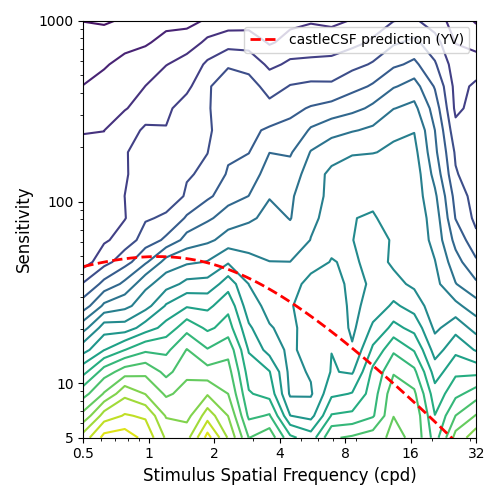 1000
castleCSF prediction (YV)
100
Sensitivity
10
5
0.5 1 2 4 8 16 32
Stimulus Spatial Frequency (cpd)